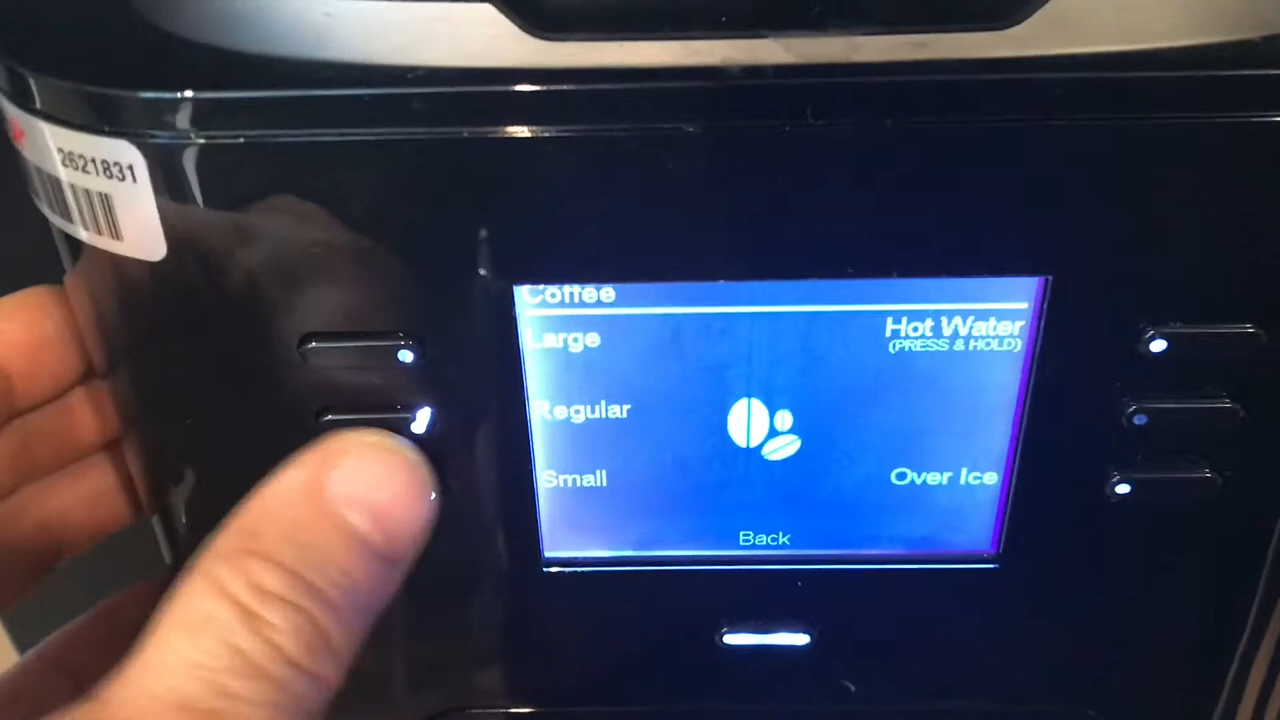 2621831
Coffee
Large
Hot Water
(PRESS & HOLD)
Regular
Small
Over Ice
Back